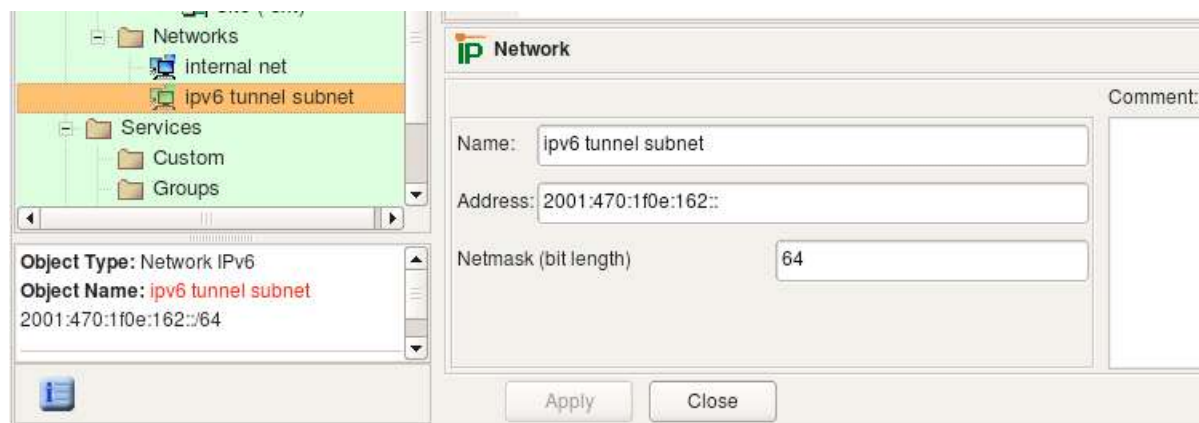 Networks
internal net
ipv6 tunnel subnet
Services
Custom
Groups
Object Type: Network IPv6
Object Name: ipv6 tunnel subnet
2001:470:1f0e:162::/64
i
IP Network
Comment:
Name: ipv6 tunnel subnet
Address: 2001:470:1f0e:162::
Netmask (bit length) 64
Apply Close